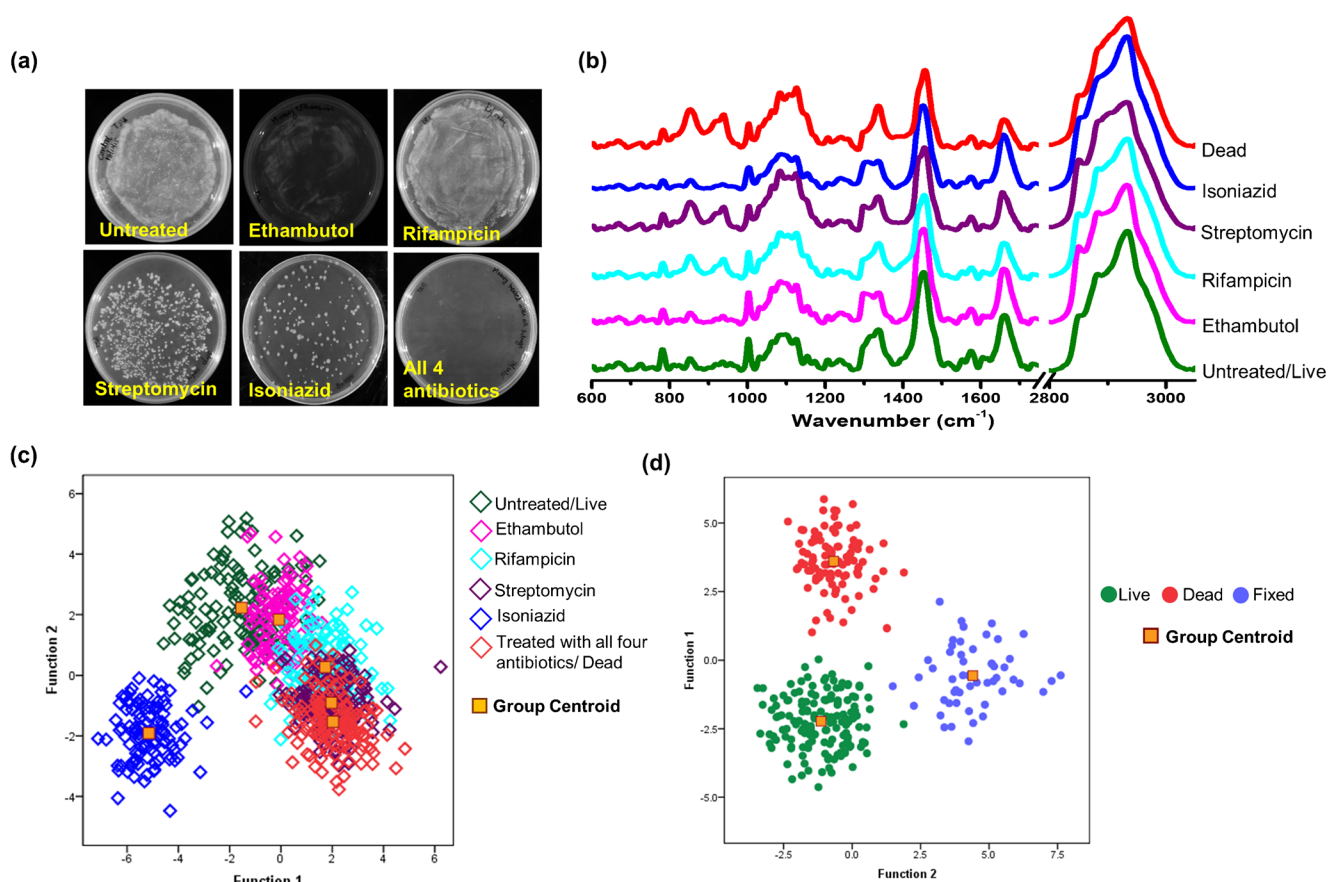 (a)
Untreated
Ethambutol
Rifampicin
Streptomycin
Isoniazid
All 4
antibiotics
(b)
Dead
Isoniazid
Streptomycin
Rifampicin
Ethambutol
Untreated/Live
600 1000 1200 1400 1600 2800 3000
Wavenumber (cm-1)
(c)
6
4
2
0
-2
-4
Function 2
-6 -4 -2 0 2 4 6
Function 1
Untreated/Live
Ethambutol
Rifampicin
Streptomycin
Isoniazid
Treated with all four
antibiotics/ Dead
Group Centroid
(d)
5.0
2.5
0.0
-2.5
-5.0
Function 1
-2.5 0.0 2.5 5.0 7.5
Function 2
Live Dead Fixed
Group Centroid